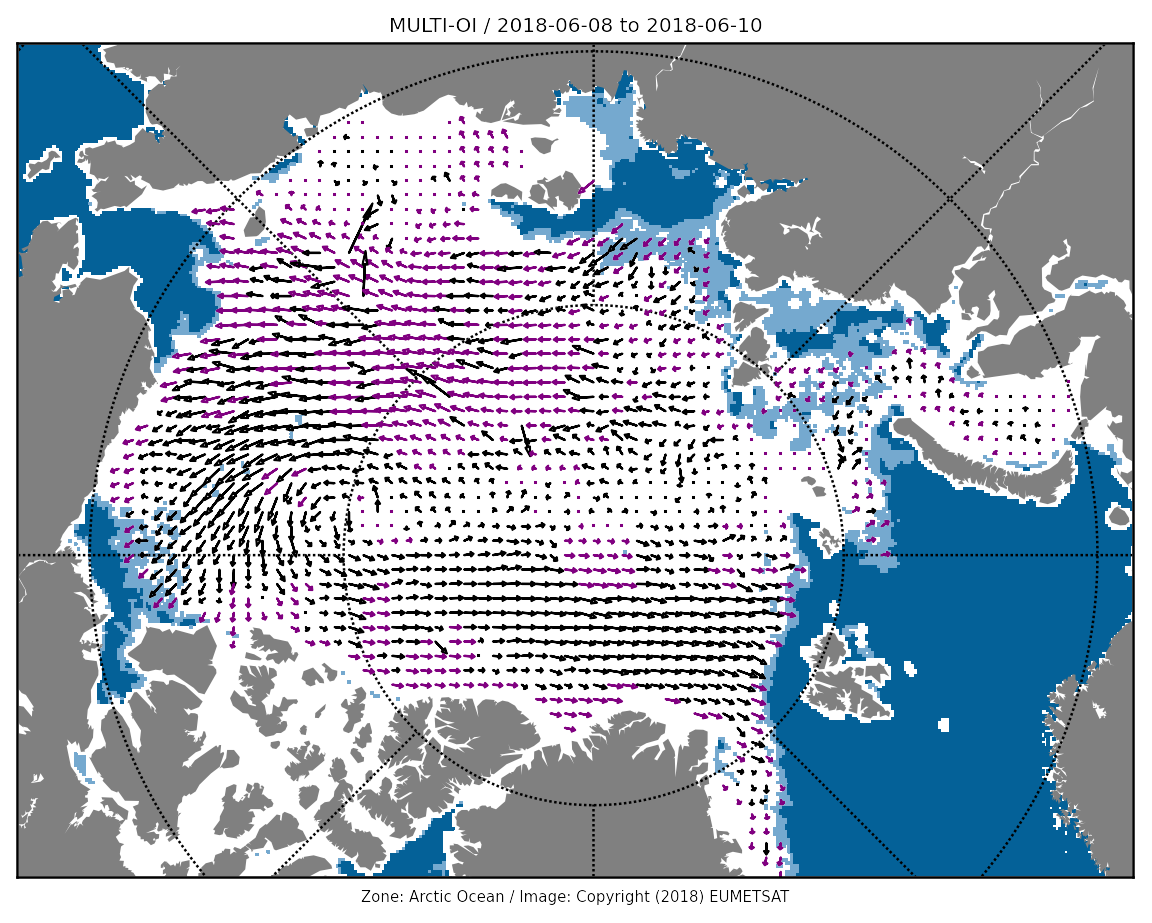 MULTI-OI / 2018-06-08 to 2018-06-10
Zone: Arctic Ocean / Image: Copyright (2018) EUMETSAT